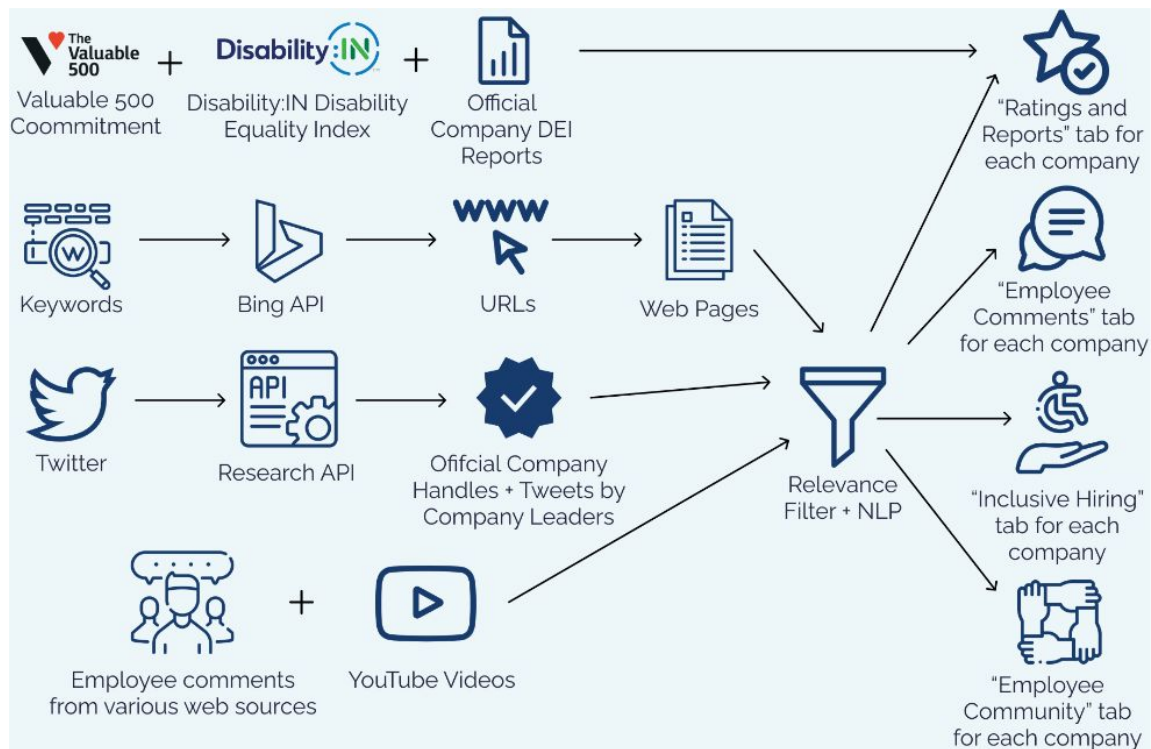 The
Valuable
500
Valuable 500
Coommitment
+
Disability:IN
Disability:IN Disability
Equality Index
+
Official
Company DEI
Reports
“Ratings and
Reports” tab for
each company
W
Keywords
Bing API
WWW
URLs
Web Pages
“Employee
Comments” tab
for each company
Twitter
API
Research API
Ofifcial Company
Handles + Tweets by
Company Leaders
Relevance
Filter + NLP
“Inclusive Hiring”
tab for each
company
Employee comments
from various web sources
+
YouTube Videos
“Employee
Community” tab
for each company